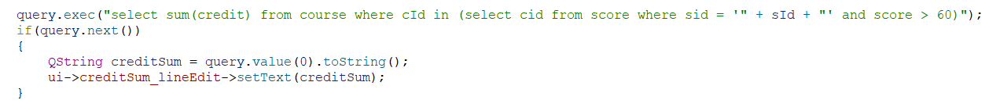 query.exec("select sum(credit) from course where cId in (select cid from score where sid = '" + sId + "' and score > 60)");
if(query.next())
{
    QString creditSum = query.value(0).toString();
    ui->creditSum_lineEdit->setText(creditSum);
}